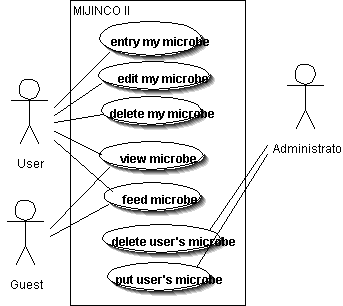 MIJINCO II
entry my microbe
edit my microbe
delete my microbe
User
view microbe
Administrato
feed microbe
Guest
delete user's microbe
put user's microbe